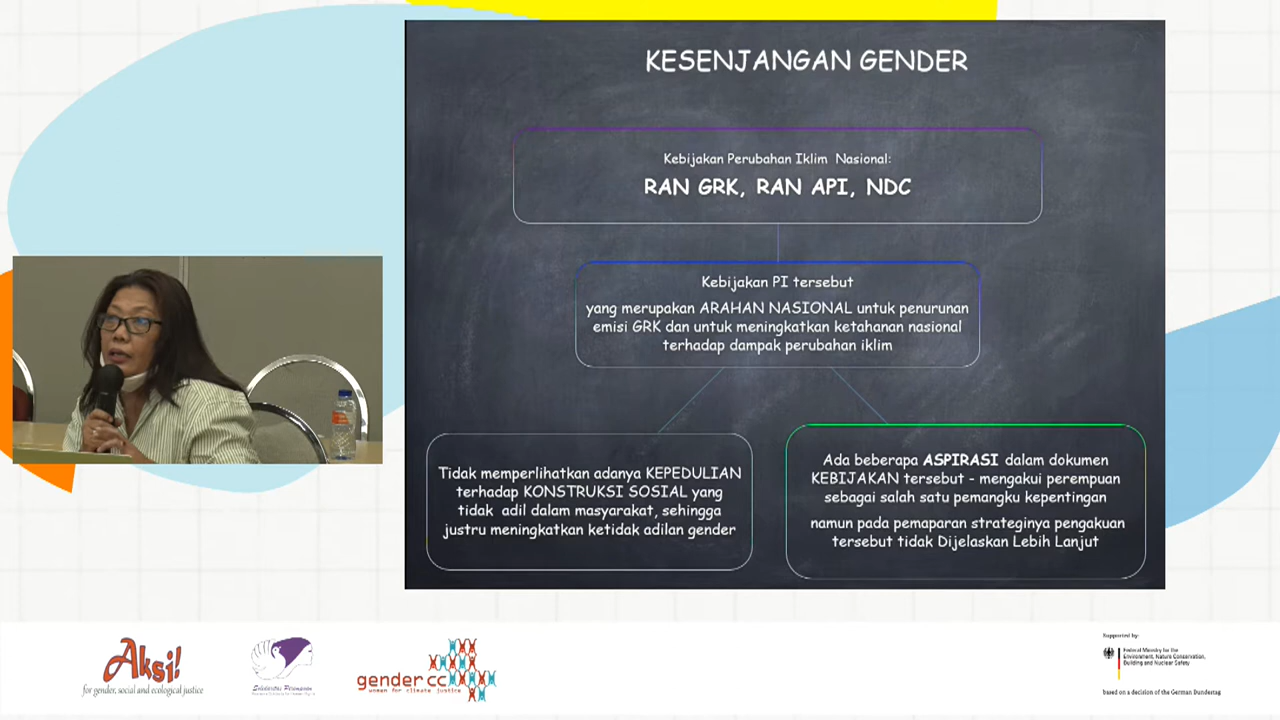 KESENJANGAN GENDER
Kebijakan Perubahan Iklim Nasional:
RAN GRK, RAN API, NDC
Kebijakan PI tersebut
yang merupakan ARAHAN NASIONAL untuk penurunan
emisi GRK dan untuk meningkatkan ketahanan nasional
terhadap dampak perubahan iklim
Tidak memperlihatkan adanya KEPEDULIAN
terhadap KONSTRUKSI SOSIAL yang
tidak adil dalam masyarakat, sehingga
justru meningkatkan ketidak adilan gender
Ada beberapa ASPIRASI dalam dokumen
KEBIJAKAN tersebut - mengakui perempuan
sebagai salah satu pemangku kepentingan
namun pada pemaparan strateginya pengakuan
tersebut tidak Dijelaskan Lebih Lanjut
Aksi!
for gender, social and ecological justice
Solidaritas Perempuan
gender cc
women for climate justice
Supported by:
Federal Ministry for the
Environment, Nature Conservation,
Building and Nuclear Safety
based on a decision of the German Bundestag